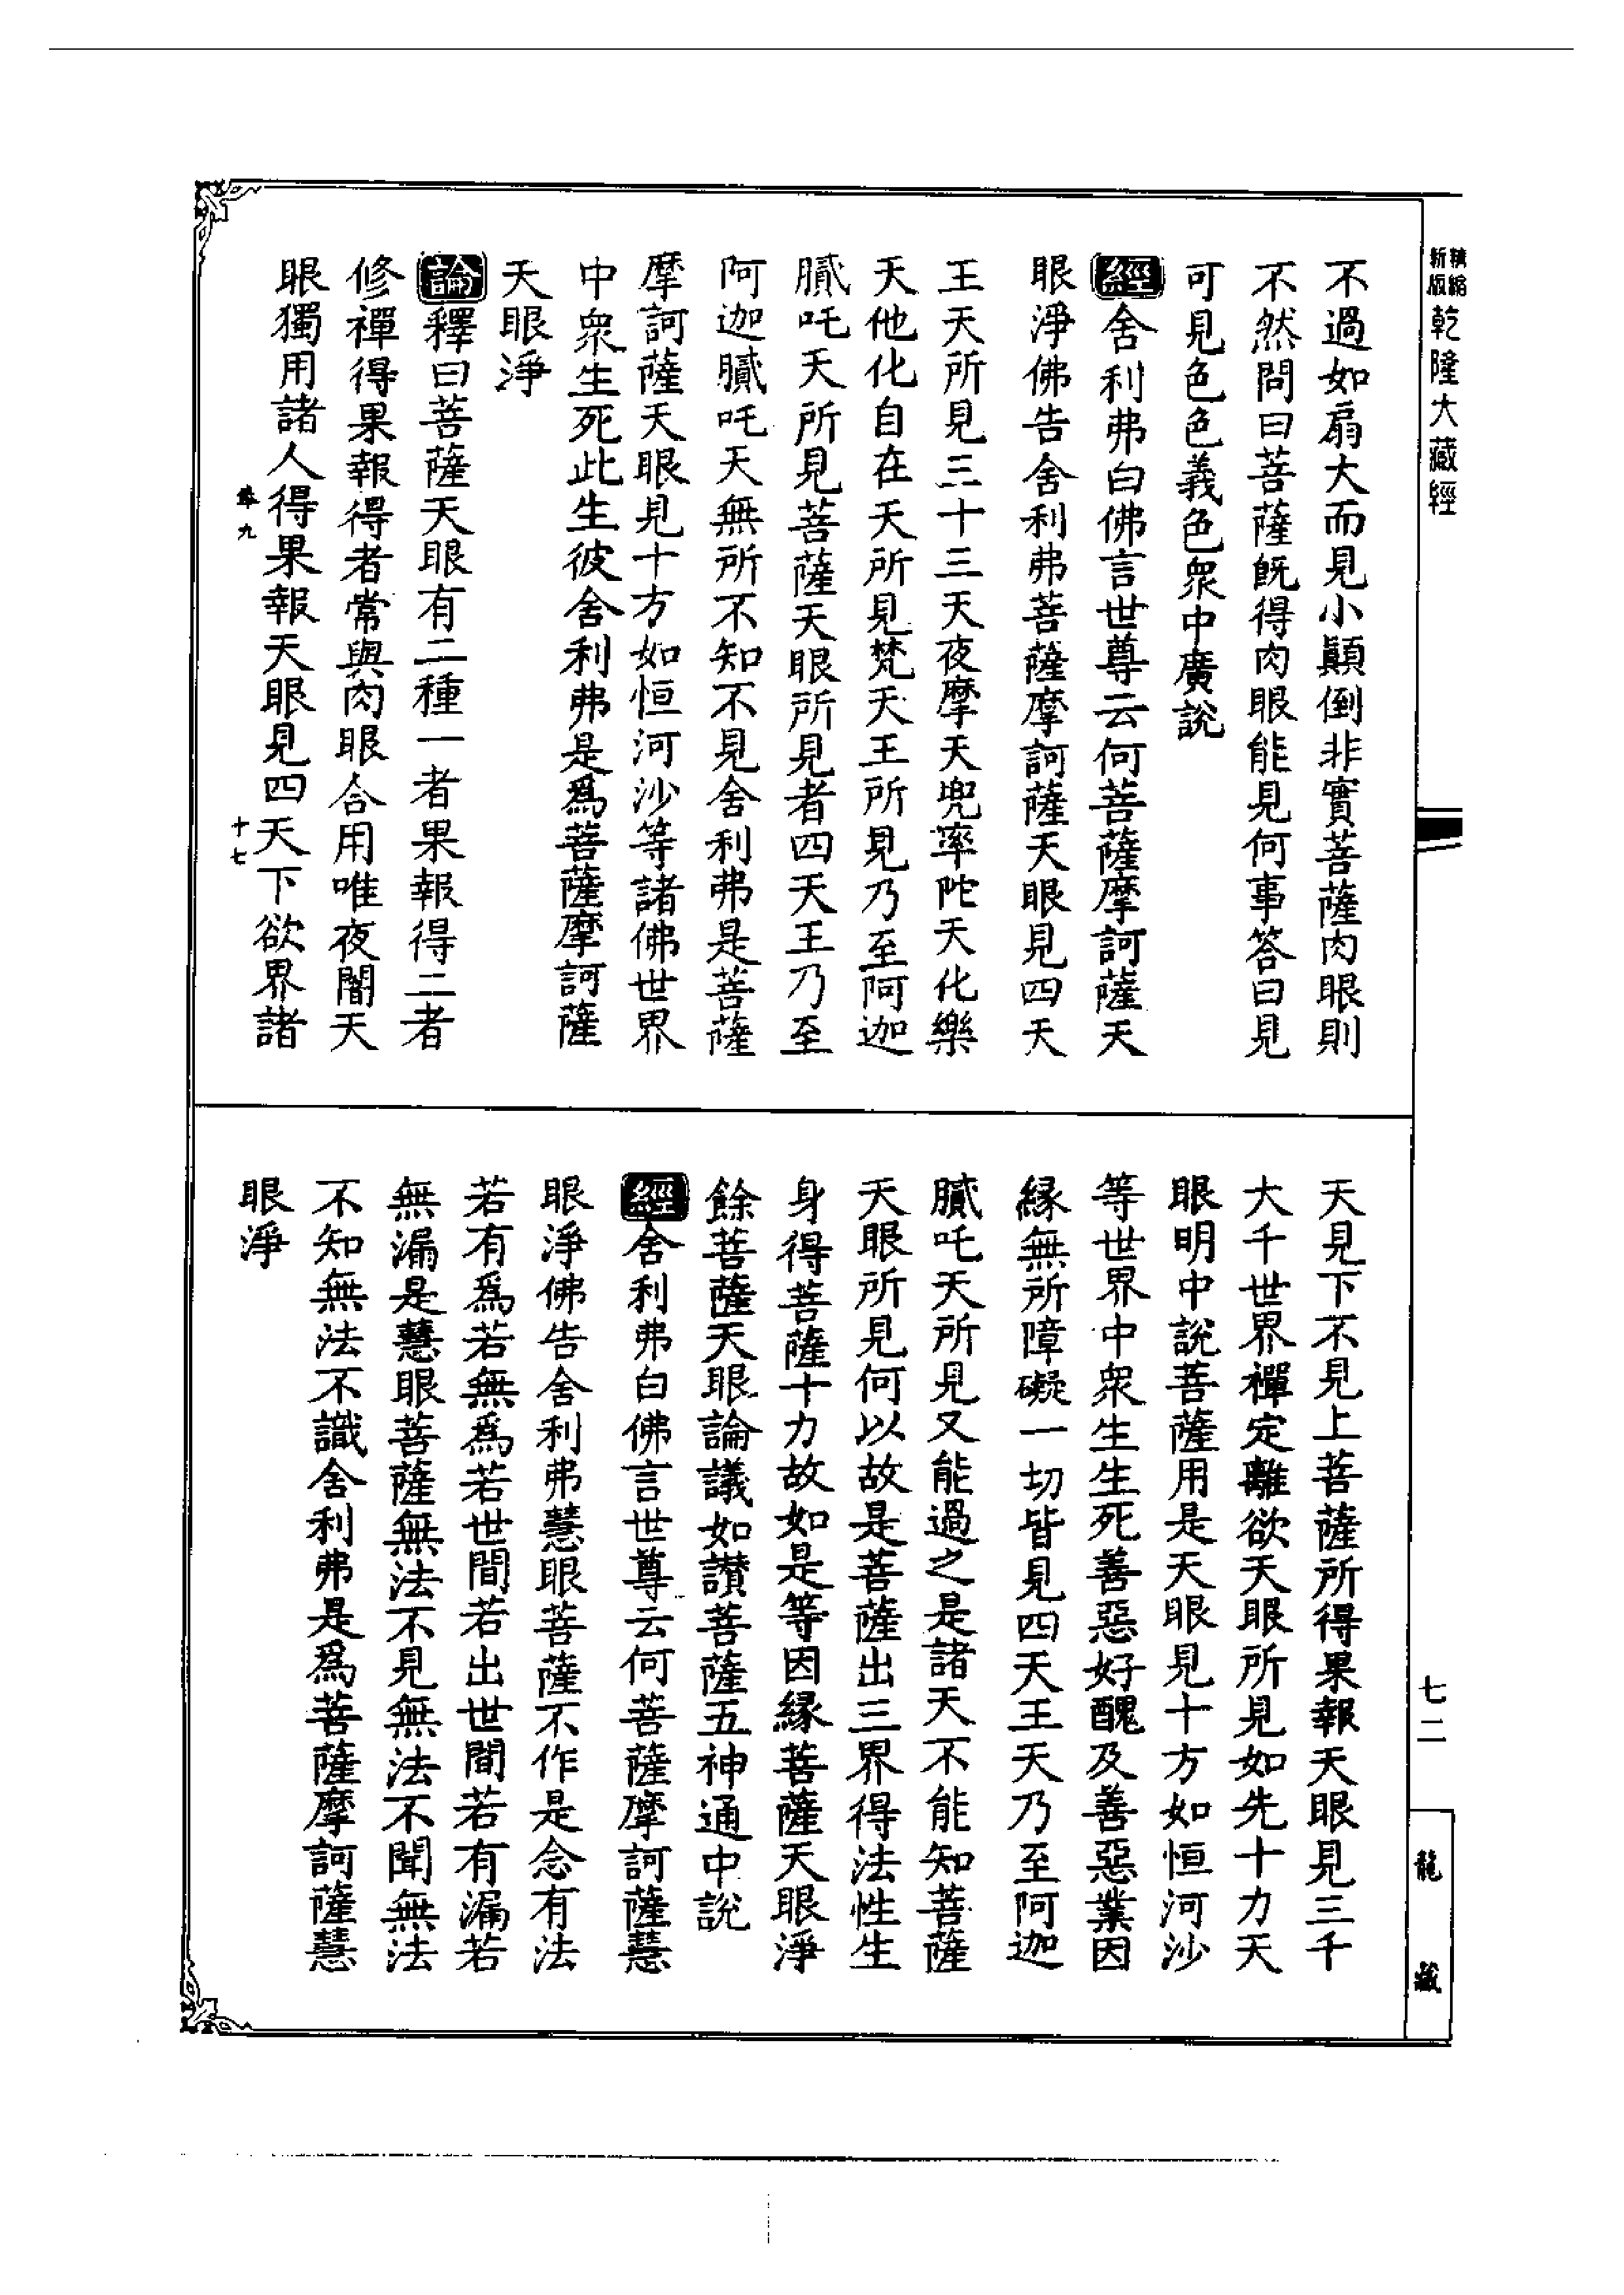 精縮
新版
乾隆大藏經
不過如扇大而見小顛倒非實菩薩肉眼則
不然問曰菩薩既得肉眼能見何事答曰見
可見色色義色衆中廣說
經舍利弗白佛言世尊云何菩薩摩訶薩天
眼淨佛告舍利弗菩薩摩訶薩天眼見四天
王天所見三十三天夜摩天兜率陀天化樂
天他化自在天所見梵天王所見乃至阿迦
膩吒天所見菩薩天眼所見者四天王乃至
阿迦膩吒天無所不知不見舍利弗是菩薩
摩訶薩天眼見十方如恒河沙等諸佛世界
中衆生死此生彼舍利弗是爲菩薩摩訶薩
天眼淨
論釋曰菩薩天眼有二種一者果報得二者
修禪得果報得者常與肉眼合用唯夜闇天
眼獨用諸人得果報天眼見四天下欲界諸
十七
天見下不見上菩薩所得果報天眼見三千
大千世界禪定離欲天眼所見如先十力天
眼明中說菩薩用是天眼見十方如恒河沙
等世界中衆生生死善惡好醜及善惡業因
緣無所障礙一切皆見四天王天乃至阿迦
膩吒天所見又能過之是諸天不能知菩薩
天眼所見何以故是菩薩出三界得法性生
身得菩薩十力故如是等因緣菩薩天眼淨
餘菩薩天眼論議如讚菩薩五神通中說
經舍利弗白佛言世尊云何菩薩摩訶薩慧
眼淨佛告舍利弗慧眼菩薩不作是念有法
若有爲若無爲若世間若出世間若有漏若
無漏是慧眼菩薩無法不見無法不聞無法
不知無法不識舍利弗是爲菩薩摩訶薩慧
眼淨
七二
龍藏